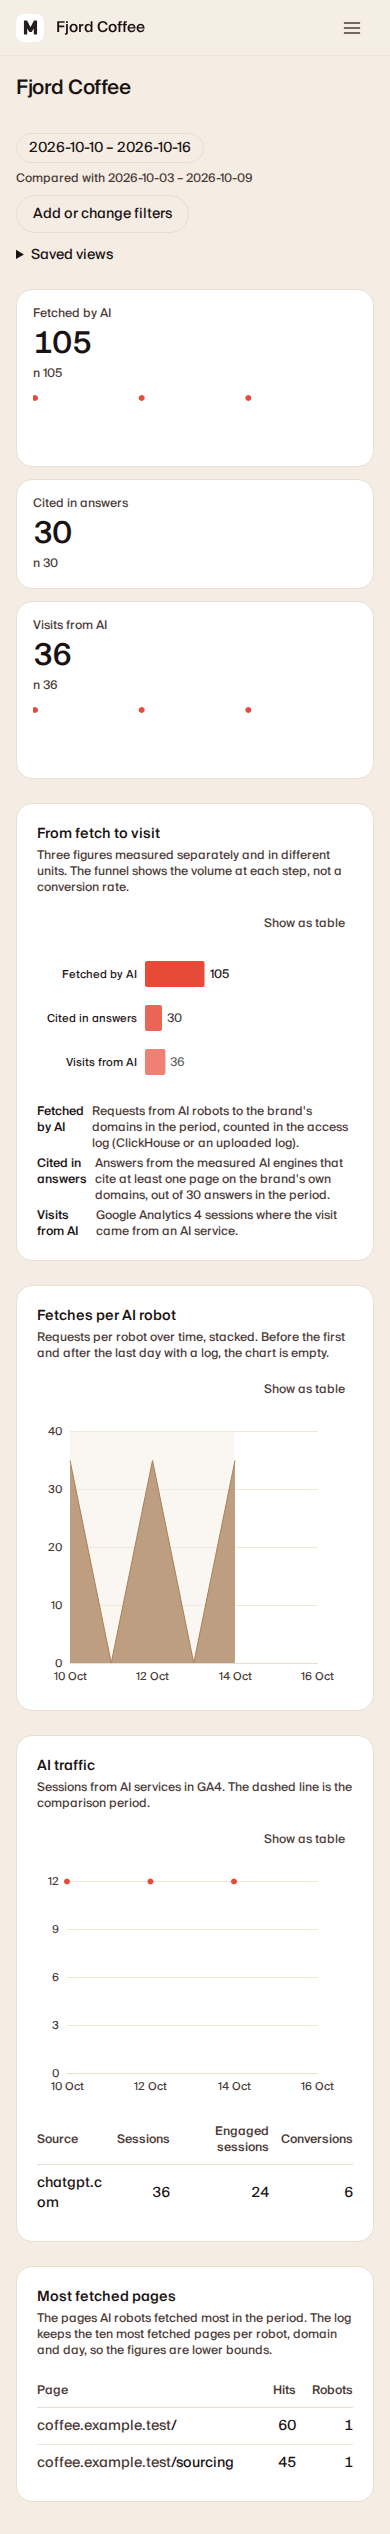 M Fjord Coffee
Fjord Coffee
2026-10-10 – 2026-10-16
Compared with 2026-10-03 – 2026-10-09
Add or change filters
Saved views
Fetched by AI
105
n 105
Cited in answers
30
n 30
Visits from AI
36
n 36
From fetch to visit
Three figures measured separately and in different
units. The funnel shows the volume at each step, not a
conversion rate.
Show as table
Fetched by AI 105
Cited in answers 30
Visits from AI 36
Fetched by AI
Requests from AI robots to the brand's
domains in the period, counted in the access
log (ClickHouse or an uploaded log).
Cited in answers
Answers from the measured AI engines that
cite at least one page on the brand's own
domains, out of 30 answers in the period.
Visits from AI
Google Analytics 4 sessions where the visit
came from an AI service.
Fetches per AI robot
Requests per robot over time, stacked. Before the first
and after the last day with a log, the chart is empty.
Show as table
40
30
20
10
0
10 Oct 12 Oct 14 Oct 16 Oct
AI traffic
Sessions from AI services in GA4. The dashed line is the
comparison period.
Show as table
12
9
6
3
0
10 Oct 12 Oct 14 Oct 16 Oct
Source Sessions Engaged sessions Conversions
chatgpt.com 36 24 6
Most fetched pages
The pages AI robots fetched most in the period. The log
keeps the ten most fetched pages per robot, domain
and day, so the figures are lower bounds.
Page Hits Robots
coffee.example.test/ 60 1
coffee.example.test/sourcing 45 1